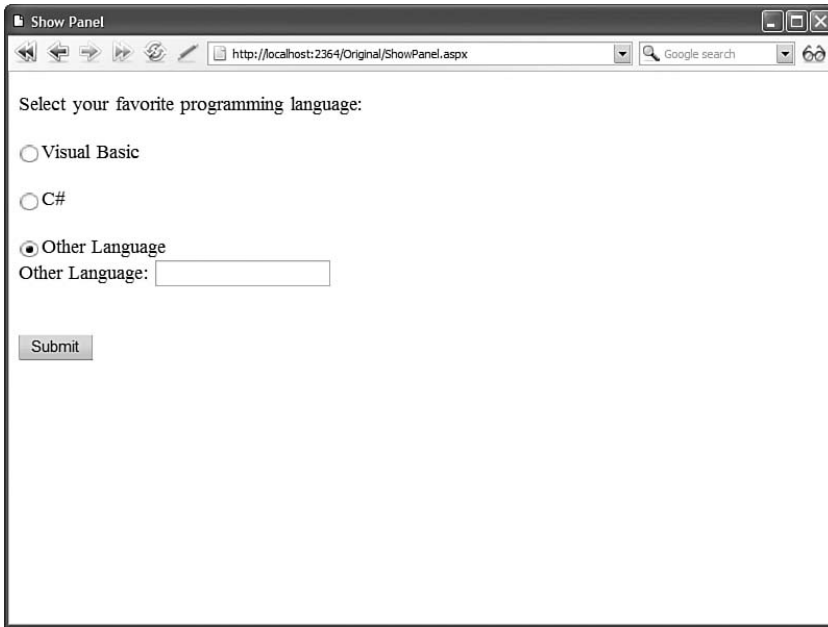 Show Panel
http://localhost:2364/Original/ShowPanel.aspx
Google search
Select your favorite programming language:
Visual Basic
C#
Other Language
Other Language:
Submit